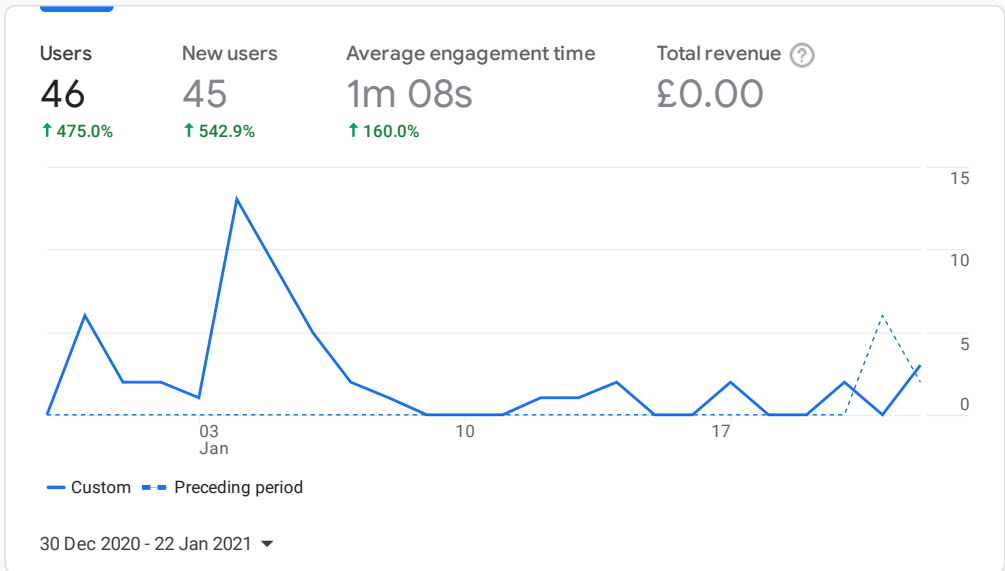 Users New users Average engagement time Total revenue ?
46 45 1m 08s £0.00
↑ 475.0% ↑ 542.9% ↑ 160.0%
15
10
5
0
03 10 17
Jan
Custom Preceding period
30 Dec 2020 - 22 Jan 2021